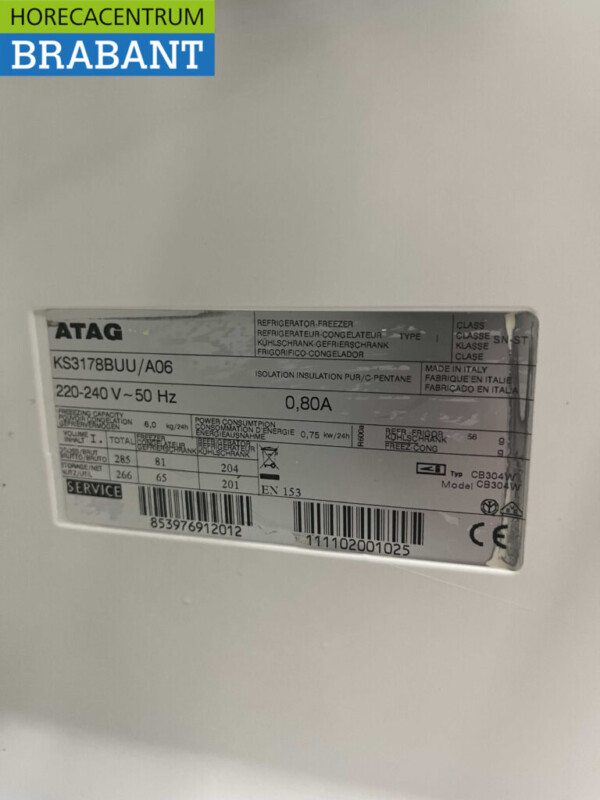 HORECACENTRUM
BRABANT
ATAG
REFRIGERATOR-FREEZER
REFRIGERATEUR-CONGELATEUR
KÜHLSCHRANK-GEFRIERSCHRANK
FRIGORIFICO-CONGELADOR
TYPE I
CLASS
CLASSE
KLASSE
CLASE
SN-ST
KS3178BUU/A06
ISOLATION INSULATION PUR/C-PENTANE
MADE IN ITALY
FABRIQUE EN ITALIE
FABRICADO EN ITALIA
220-240 V ~ 50 Hz
0,80A
FREEZING CAPACITY
6,0 kg/24h
POWER CONSUMPTION
CONSOMMATION D'ENERGIE
ENERGIEAUFNAHME
0,75 kw/24h
R600a
REFR.-FRIGOR
KÜHLSCHRANK
FREEZ-CONG
56 g
g
VOLUME
INHALT l.
TOTAL
FREEZER
REFRIGERATOR
285 81 204
266 65 201
SERVICE
EN 153
Typ CB304W
Model CB304W
853976912012
111102001025
CE